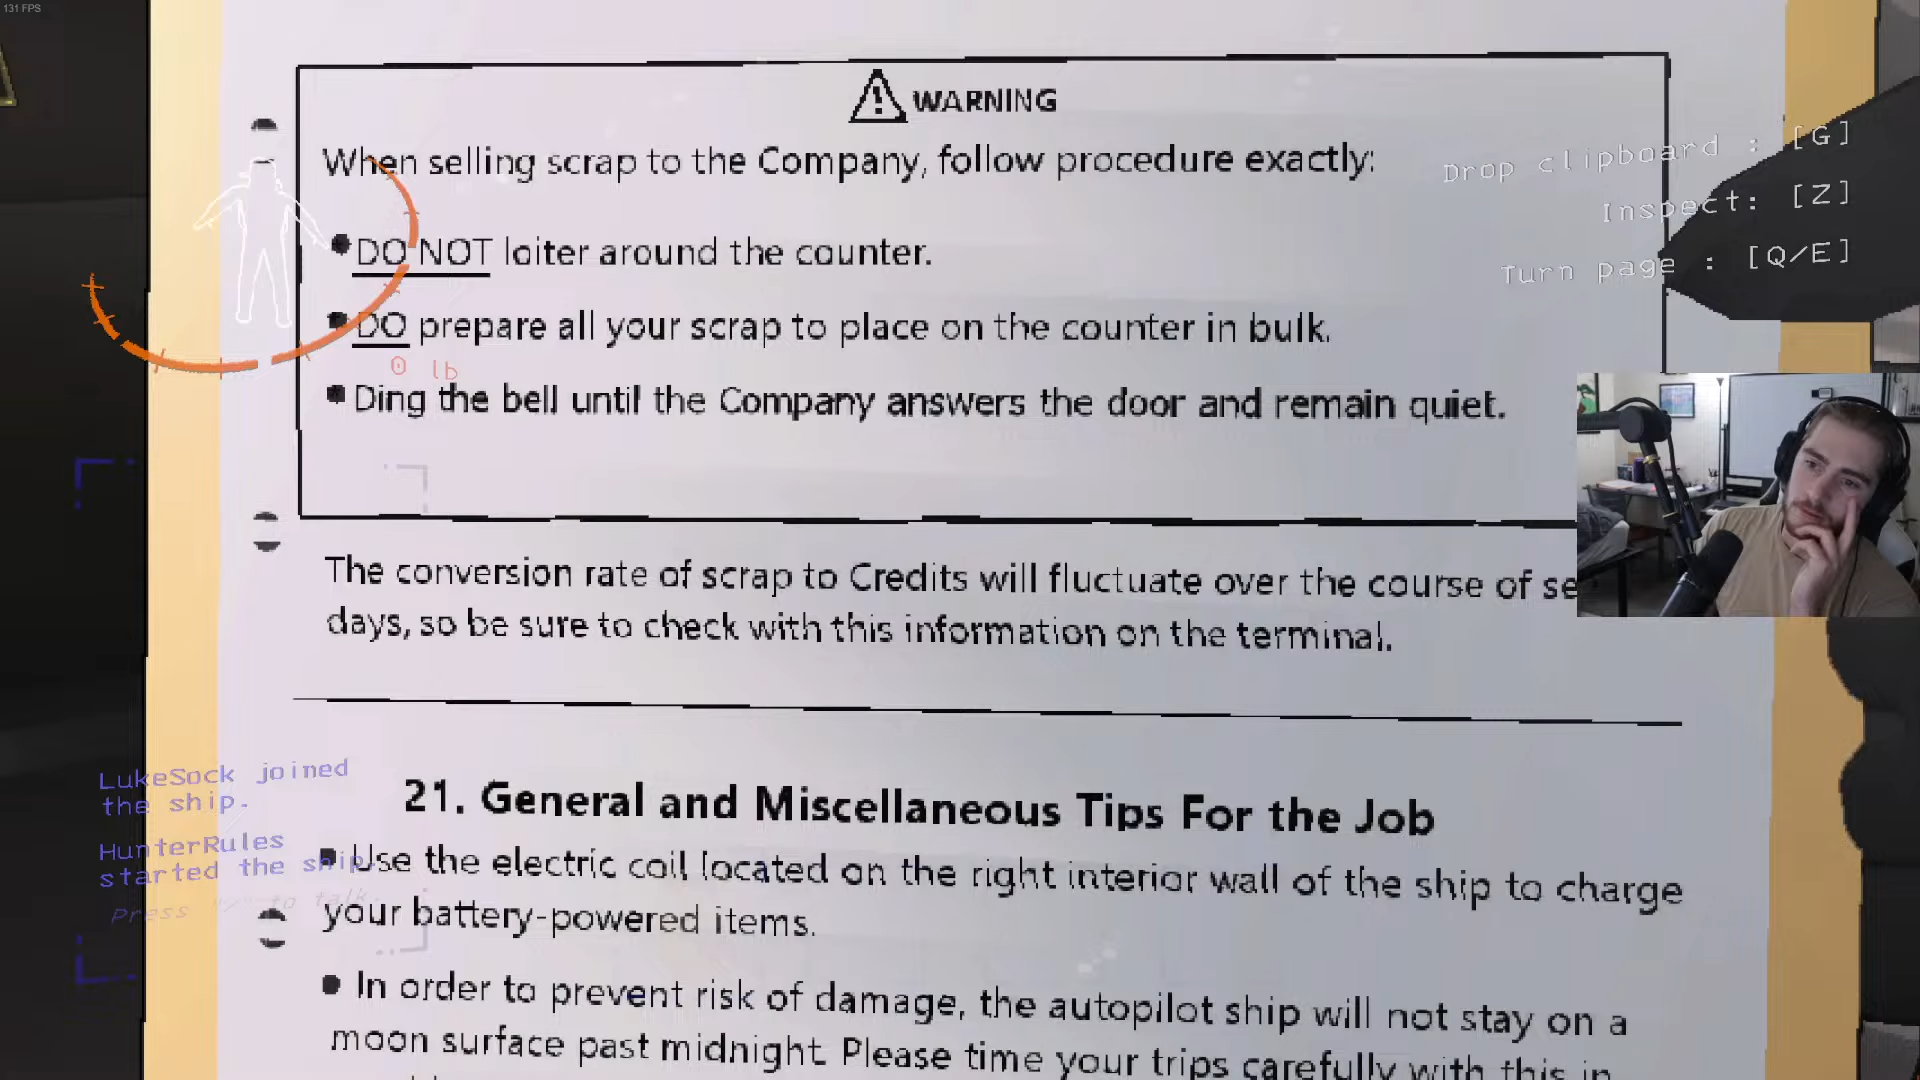 131 FPS
WARNING
When selling scrap to the Company, follow procedure exactly:
Drop clipboard : [G]
Inspect: [Z]
Turn page : [Q/E]
DO NOT loiter around the counter.
DO prepare all your scrap to place on the counter in bulk.
0 lb
Ding the bell until the Company answers the door and remain quiet.
The conversion rate of scrap to Credits will fluctuate over the course of
days, so be sure to check with this information on the terminal.
LukeSock joined
the ship.
HunterRules
started the ship.
Press "/" to talk.
21. General and Miscellaneous Tips For the Job
Use the electric coil located on the right interior wall of the ship to charge
your battery-powered items.
In order to prevent risk of damage, the autopilot ship will not stay on a
moon surface past midnight. Please time your trips carefully with this in